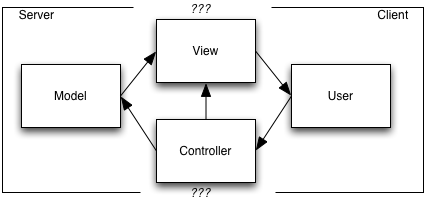 ???
Server
Client
View
Model
User
Controller
???